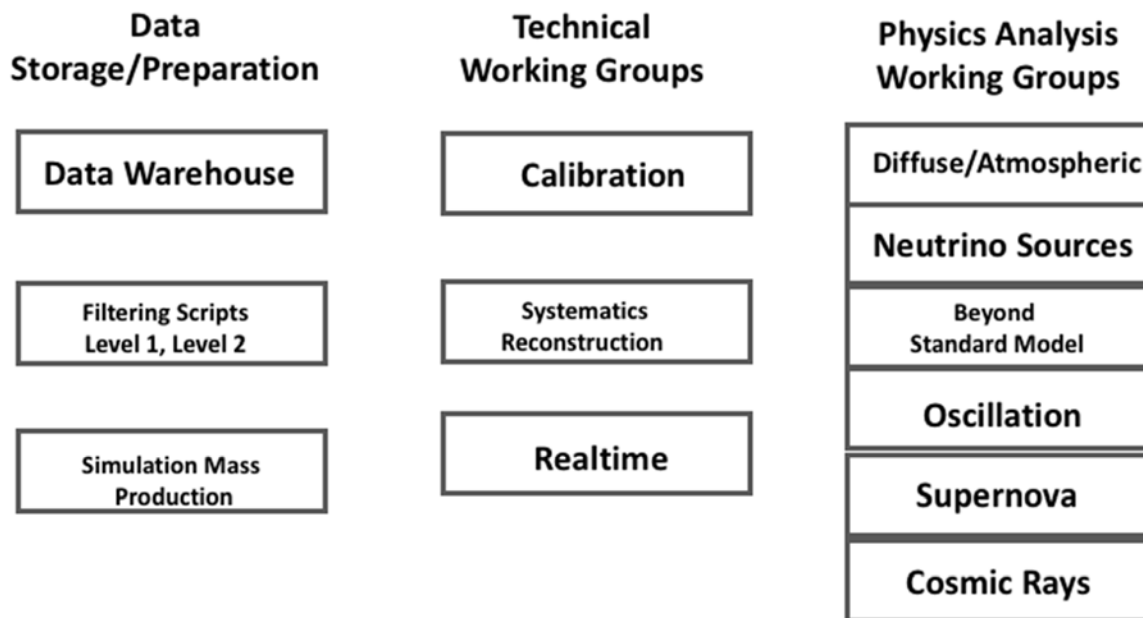 Data
Storage/Preparation
Data Warehouse
Filtering Scripts
Level 1, Level 2
Simulation Mass
Production
Technical
Working Groups
Calibration
Systematics
Reconstruction
Realtime
Physics Analysis
Working Groups
Diffuse/Atmospheric
Neutrino Sources
Beyond
Standard Model
Oscillation
Supernova
Cosmic Rays